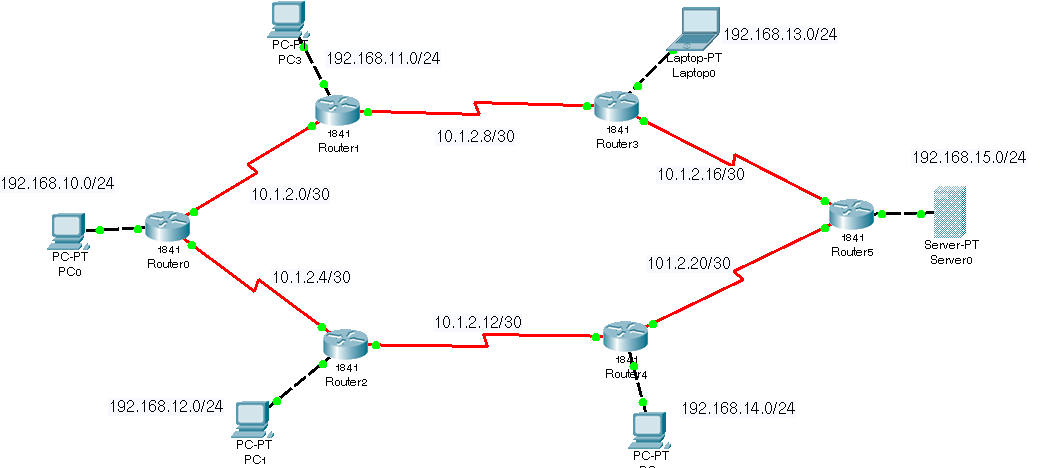 PC-PT
PC3
192.168.11.0/24
Laptop-PT
Laptop0
192.168.13.0/24
1841
Router1
10.1.2.8/30
1841
Router3
192.168.10.0/24
10.1.2.0/30
10.1.2.16/30
192.168.15.0/24
PC-PT
PC0
1841
Router0
1841
Router5
Server-PT
Server0
10.1.2.4/30
101.2.20/30
10.1.2.12/30
1841
Router2
1841
Router4
192.168.12.0/24
PC-PT
PC1
192.168.14.0/24
PC-PT